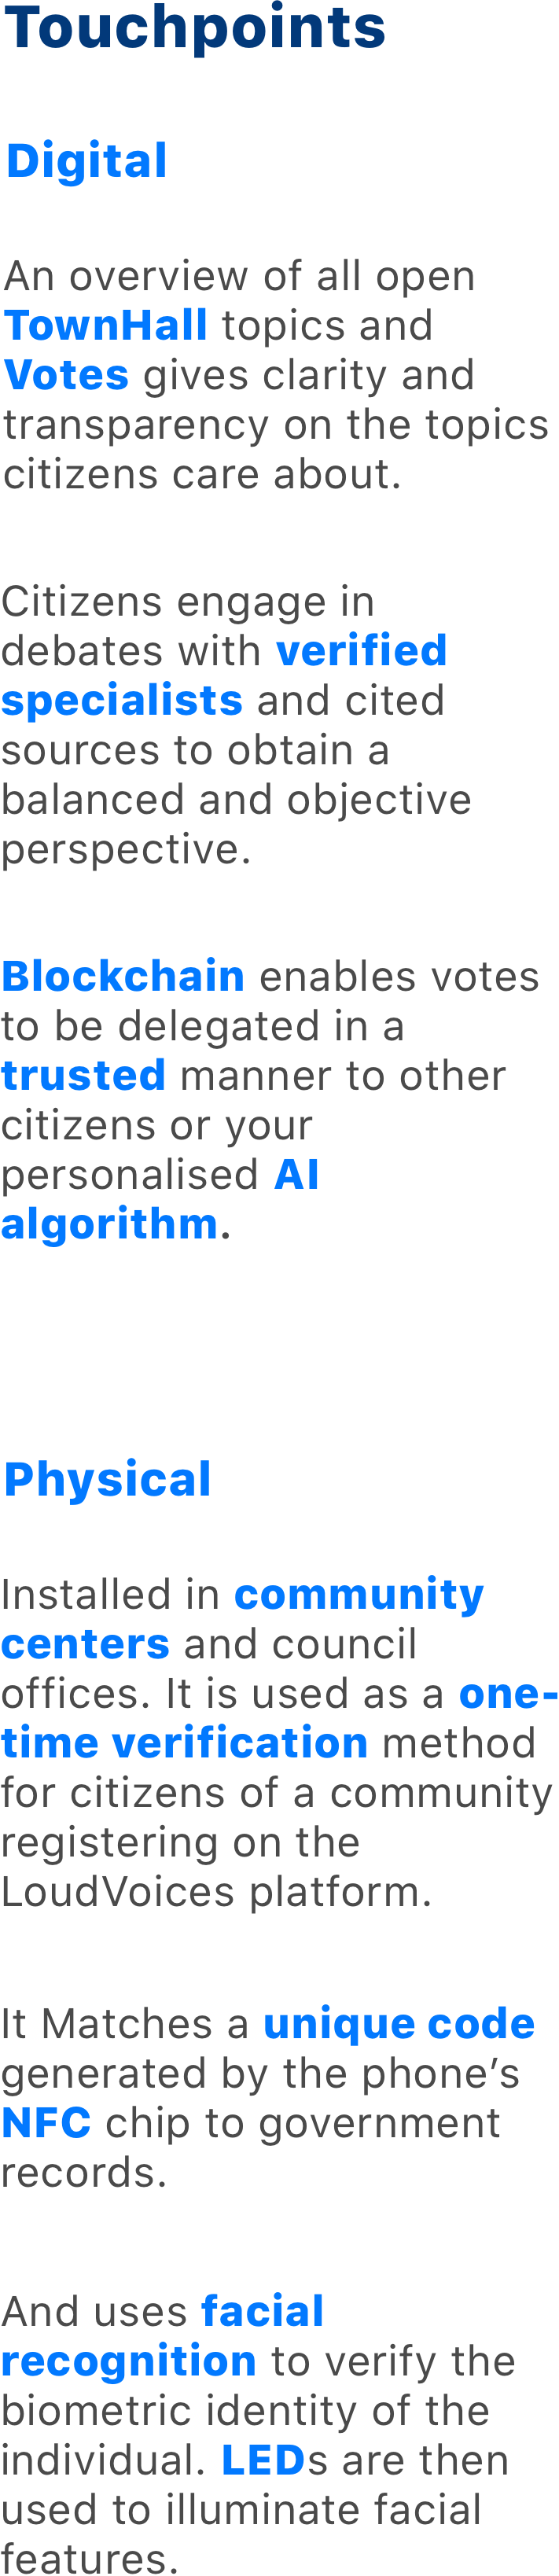 Touchpoints
Digital
An overview of all open
TownHall topics and
Votes gives clarity and
transparency on the topics
citizens care about.
Citizens engage in
debates with verified
specialists and cited
sources to obtain a
balanced and objective
perspective.
Blockchain enables votes
to be delegated in a
trusted manner to other
citizens or your
personalised AI
algorithm.
Physical
Installed in community
centers and council
offices. It is used as a one-
time verification method
for citizens of a community
registering on the
LoudVoices platform.
It Matches a unique code
generated by the phone’s
NFC chip to government
records.
And uses facial
recognition to verify the
biometric identity of the
individual. LEDs are then
used to illuminate facial
features.